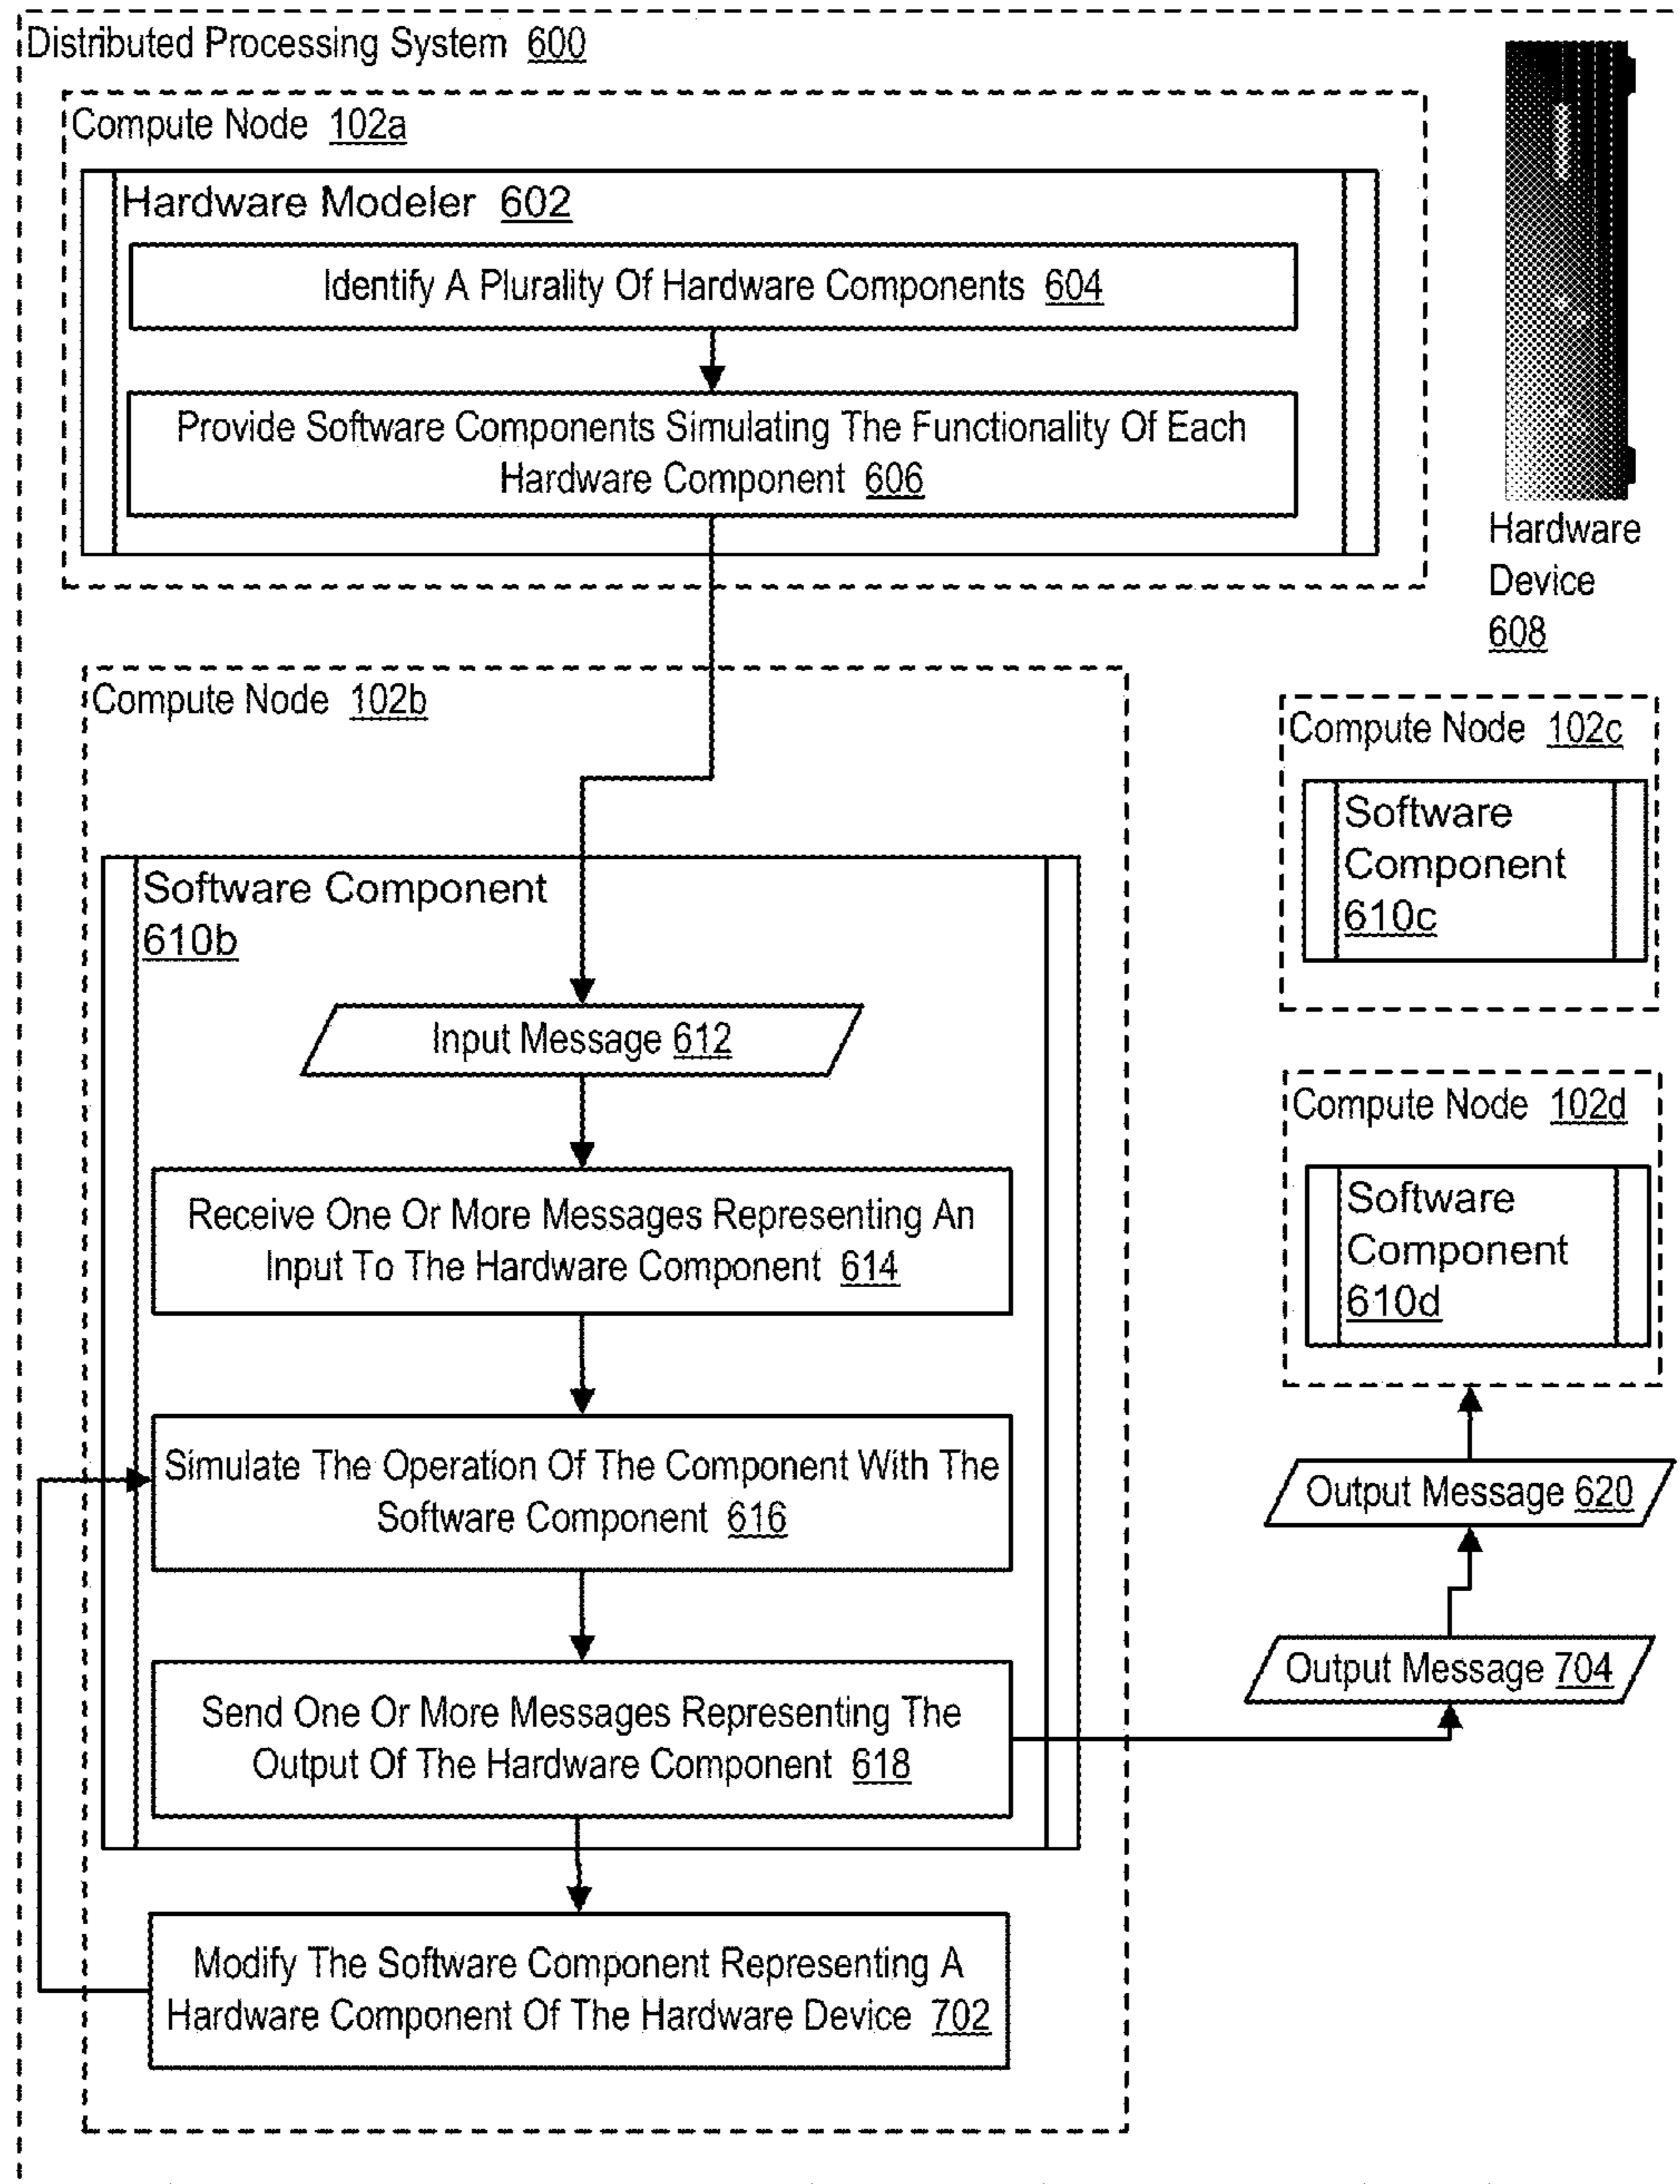 Distributed Processing System 600
Compute Node 102a
Hardware Modeler 602
Identify A Plurality Of Hardware Components 604
Provide Software Components Simulating The Functionality Of Each
Hardware Component 606
Hardware
Device
608
Compute Node 102b
Software Component
610b
Input Message 612
Receive One Or More Messages Representing An
Input To The Hardware Component 614
Simulate The Operation Of The Component With The
Software Component 616
Send One Or More Messages Representing The
Output Of The Hardware Component 618
Modify The Software Component Representing A
Hardware Component Of The Hardware Device 702
Compute Node 102c
Software
Component
610c
Compute Node 102d
Software
Component
610d
Output Message 620
Output Message 704